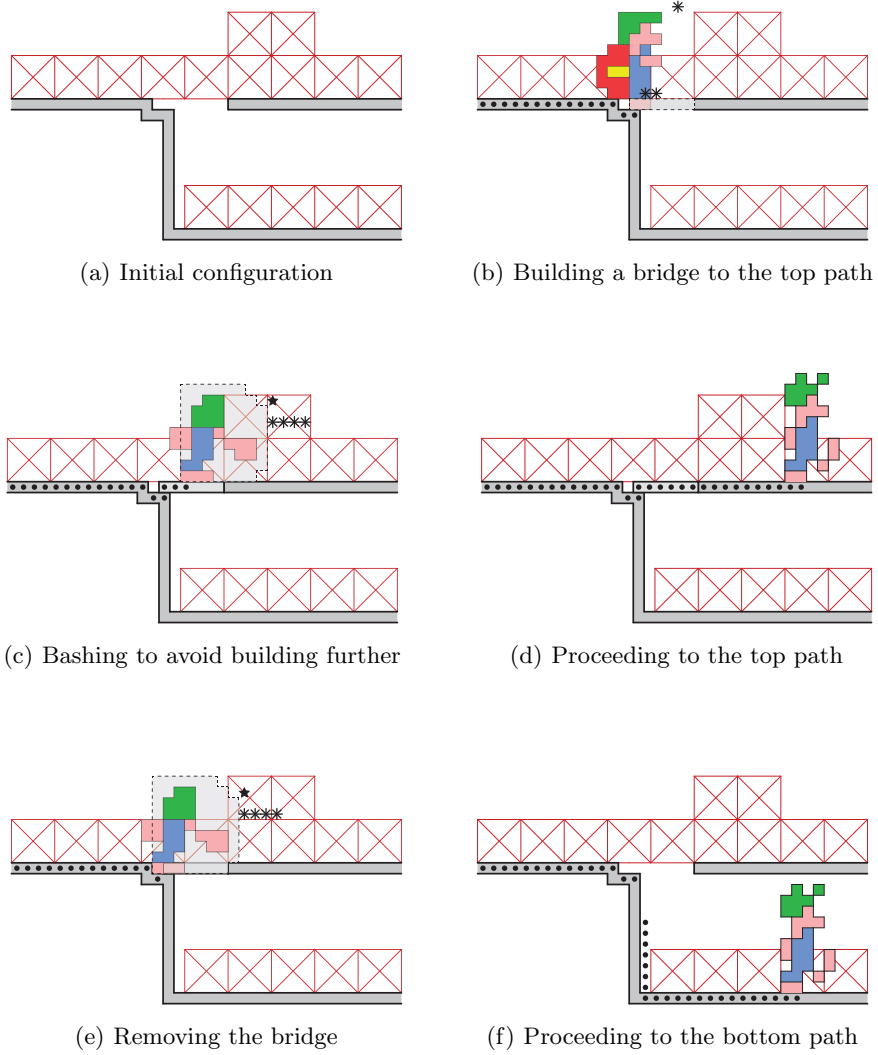 (a) Initial configuration
(b) Building a bridge to the top path
(c) Bashing to avoid building further
(d) Proceeding to the top path
(e) Removing the bridge
(f) Proceeding to the bottom path